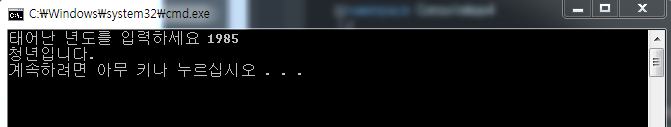 C:₩Windows₩system32₩cmd.exe
태어난 년도를 입력하세요 1985
청년입니다.
계속하려면 아무 키나 누르십시오 . . .